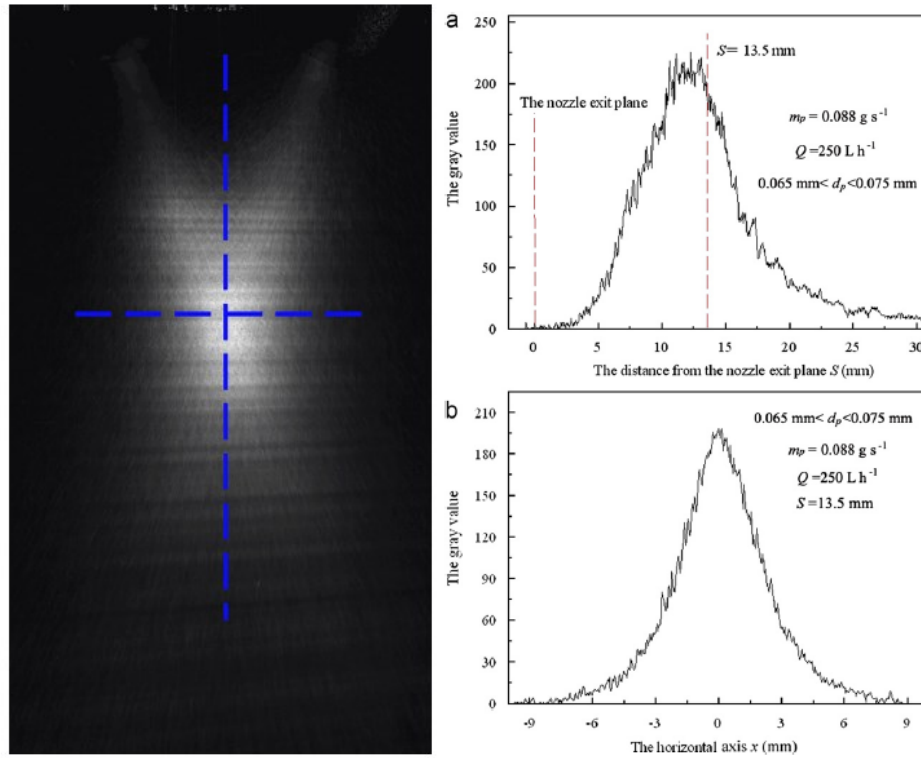 a
250
200
150
100
50
0
The gray value
The nozzle exit plane
S= 13.5 mm
mp = 0.088 g s-1
Q =250 L h-1
0.065 mm< dp<0.075 mm
0 5 10 15 20 25 30
The distance from the nozzle exit plane S (mm)
b
210
180
150
120
90
60
30
0
The gray value
0.065 mm< dp<0.075 mm
mp = 0.088 g s-1
Q =250 L h-1
S =13.5 mm
-9 -6 -3 0 3 6 9
The horizontal axis x (mm)